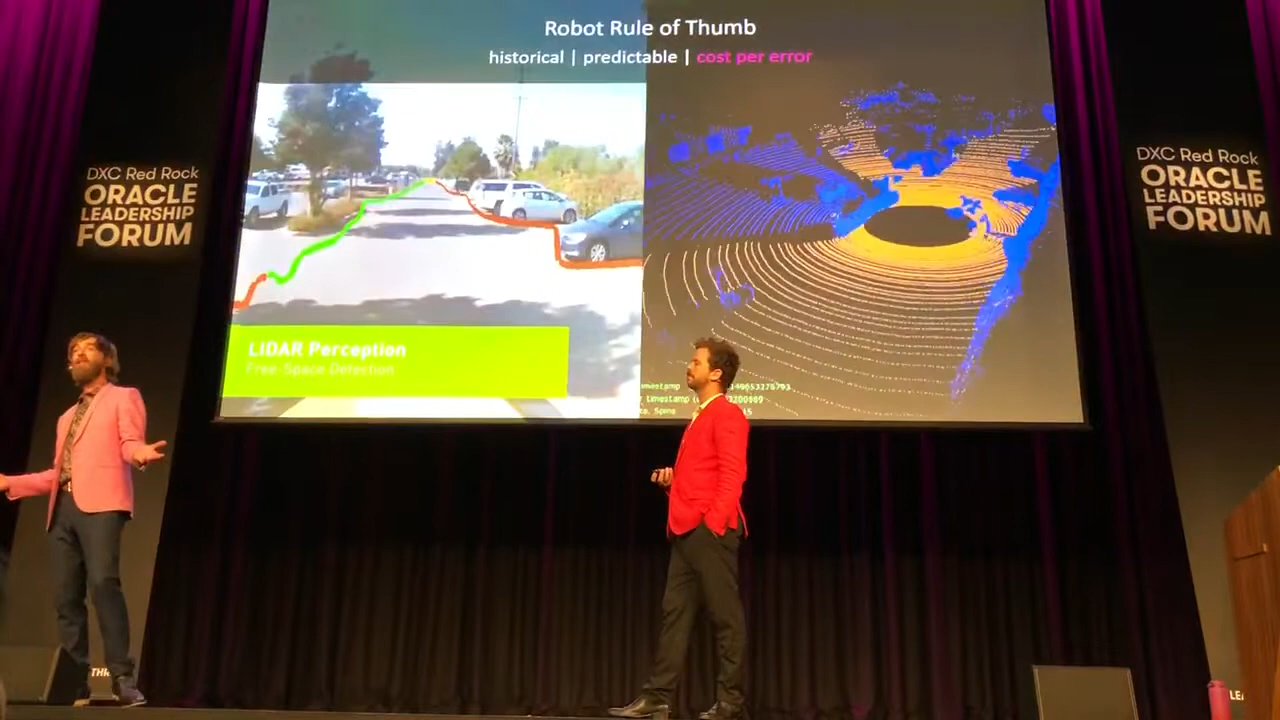 Robot Rule of Thumb
historical | predictable | cost per error
DXC Red Rock
ORACLE
LEADERSHIP
FORUM
DXC Red Rock
ORACLE
LEADERSHIP
FORUM
LIDAR Perception
Free-Space Detection
timestamp